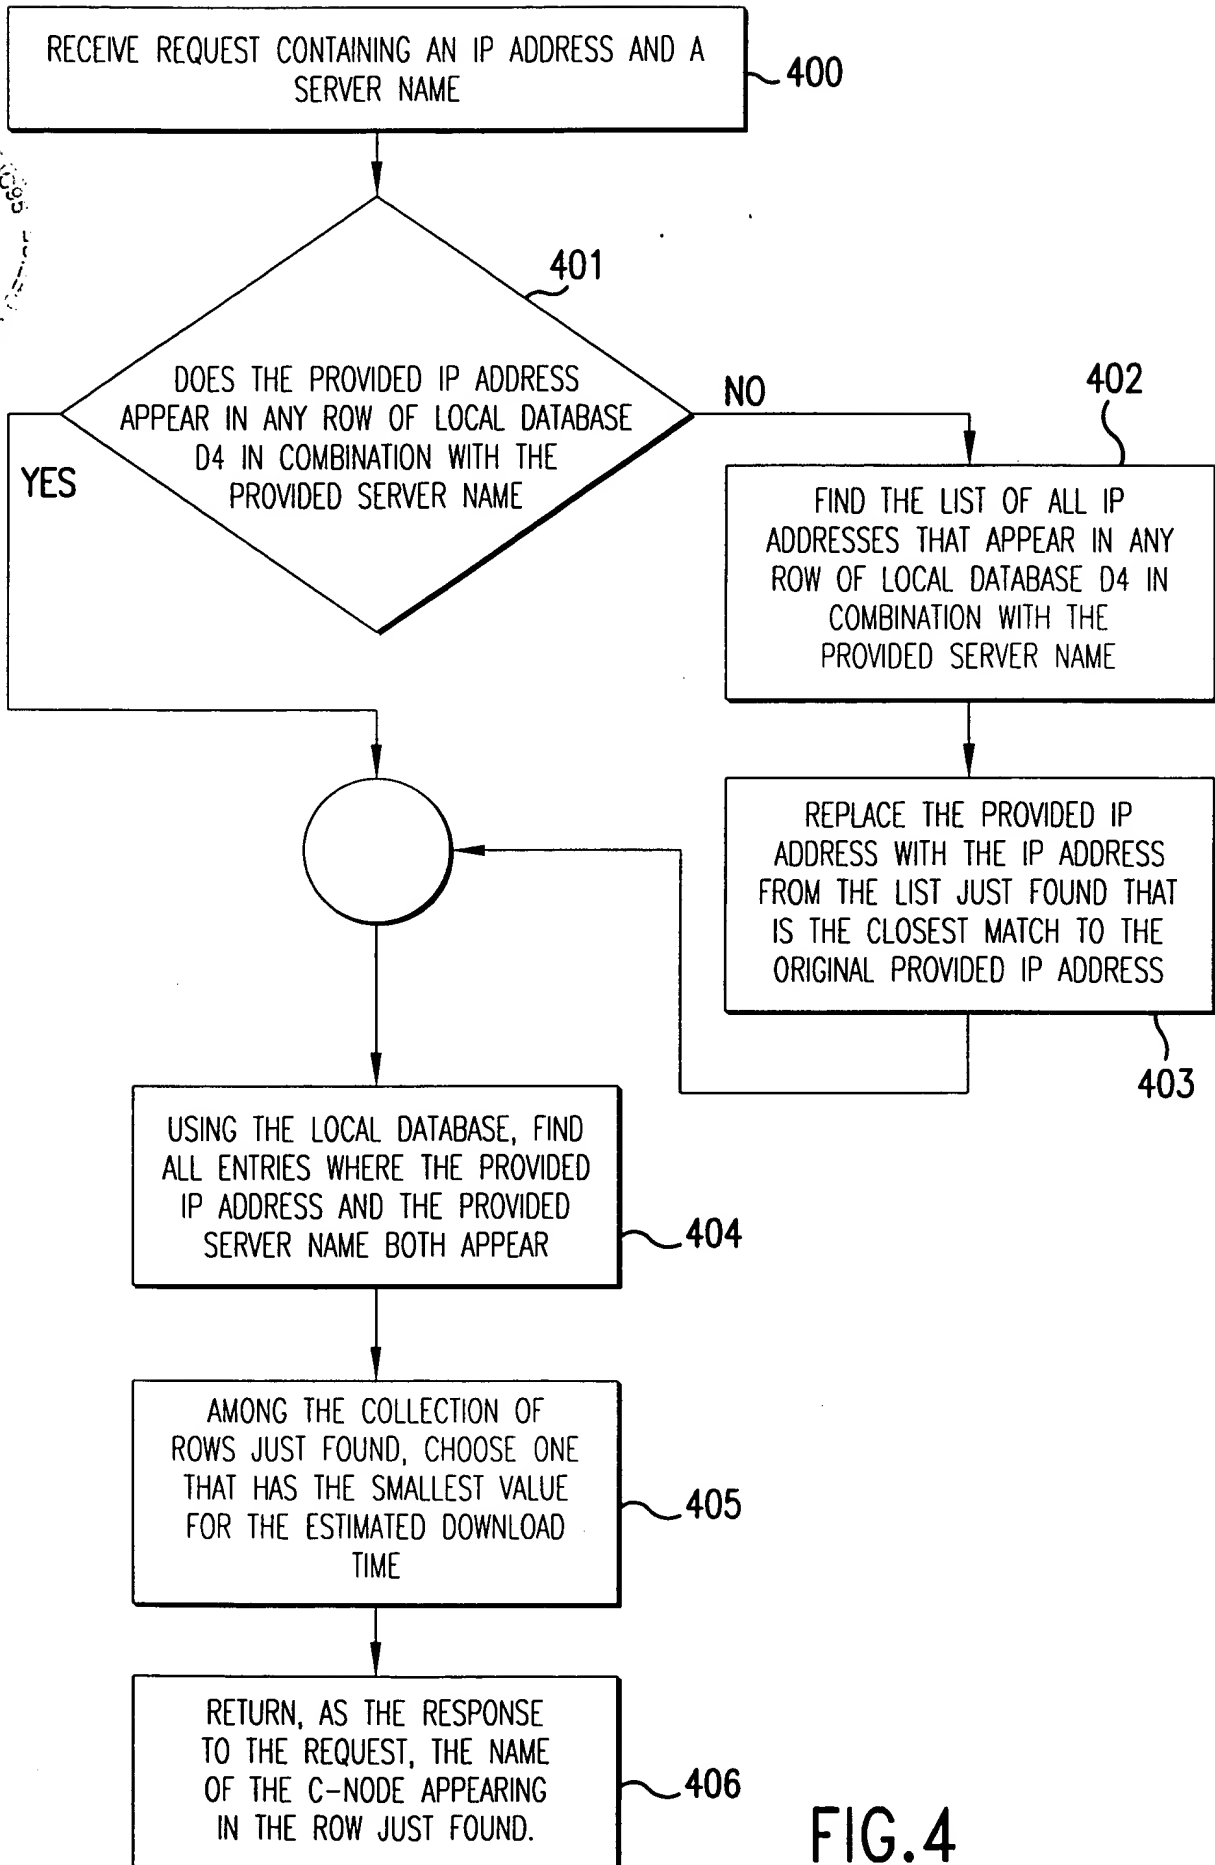 RECEIVE REQUEST CONTAINING AN IP ADDRESS AND A
SERVER NAME
400
401
DOES THE PROVIDED IP ADDRESS
APPEAR IN ANY ROW OF LOCAL DATABASE
D4 IN COMBINATION WITH THE
PROVIDED SERVER NAME
YES
NO
402
FIND THE LIST OF ALL IP
ADDRESSES THAT APPEAR IN ANY
ROW OF LOCAL DATABASE D4 IN
COMBINATION WITH THE
PROVIDED SERVER NAME
REPLACE THE PROVIDED IP
ADDRESS WITH THE IP ADDRESS
FROM THE LIST JUST FOUND THAT
IS THE CLOSEST MATCH TO THE
ORIGINAL PROVIDED IP ADDRESS
403
USING THE LOCAL DATABASE, FIND
ALL ENTRIES WHERE THE PROVIDED
IP ADDRESS AND THE PROVIDED
SERVER NAME BOTH APPEAR
404
AMONG THE COLLECTION OF
ROWS JUST FOUND, CHOOSE ONE
THAT HAS THE SMALLEST VALUE
FOR THE ESTIMATED DOWNLOAD
TIME
405
RETURN, AS THE RESPONSE
TO THE REQUEST, THE NAME
OF THE C-NODE APPEARING
IN THE ROW JUST FOUND.
406
FIG.4